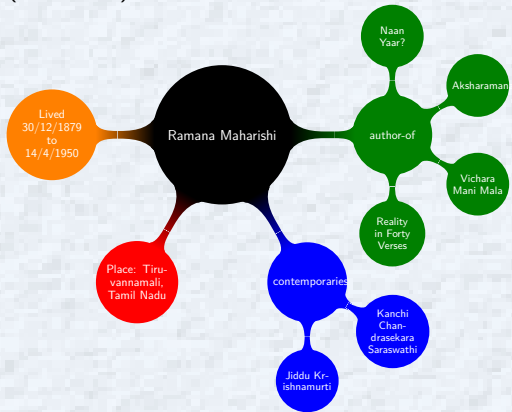 Naan
Yaar?
Aksharaman
Lived
30/12/1879
to
14/4/1950
Ramana Maharishi
author-of
Vichara
Mani Mala
Reality
in Forty
Verses
Place: Tiru-
vannamali,
Tamil Nadu
contemporaries
Kanchi
Chan-
drasekara
Saraswathi
Jiddu Kr-
ishnamurti